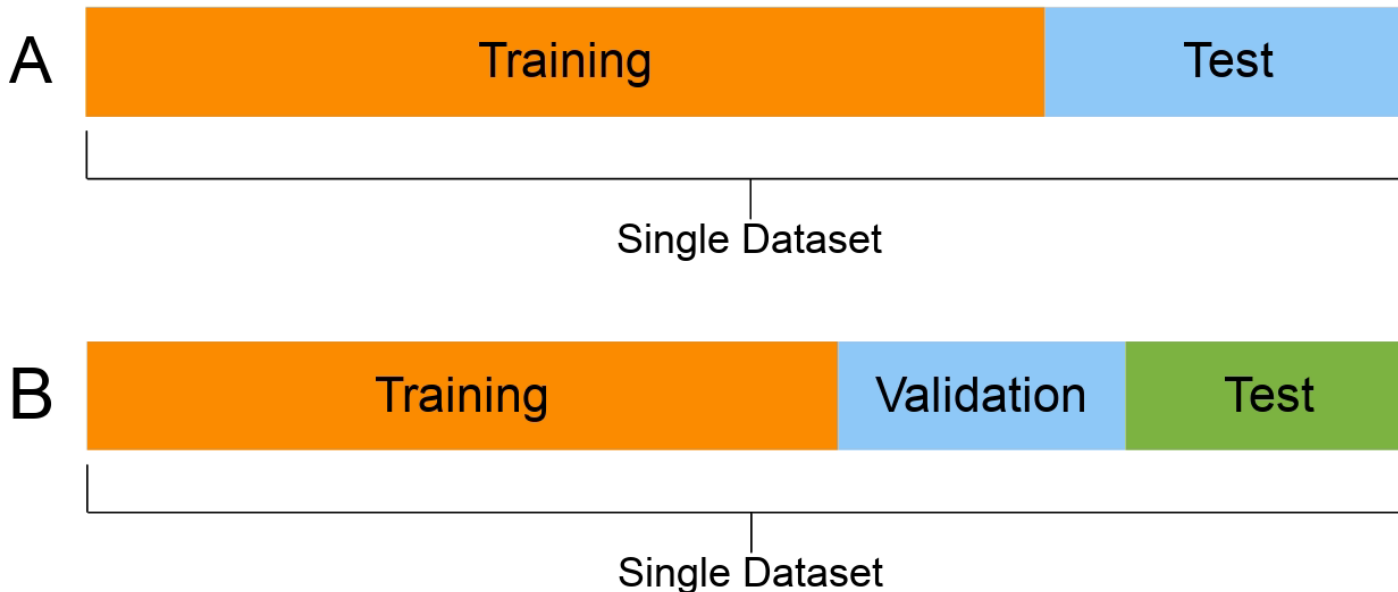 A Training Test
Single Dataset
B Training Validation Test
Single Dataset